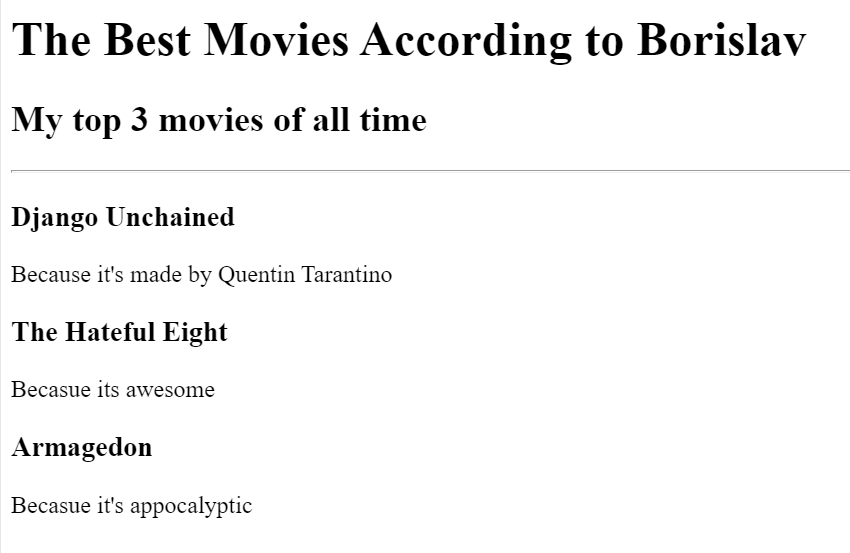 The Best Movies According to Borislav
My top 3 movies of all time
Django Unchained
Because it's made by Quentin Tarantino
The Hateful Eight
Becasue its awesome
Armagedon
Becasue it's appocalyptic